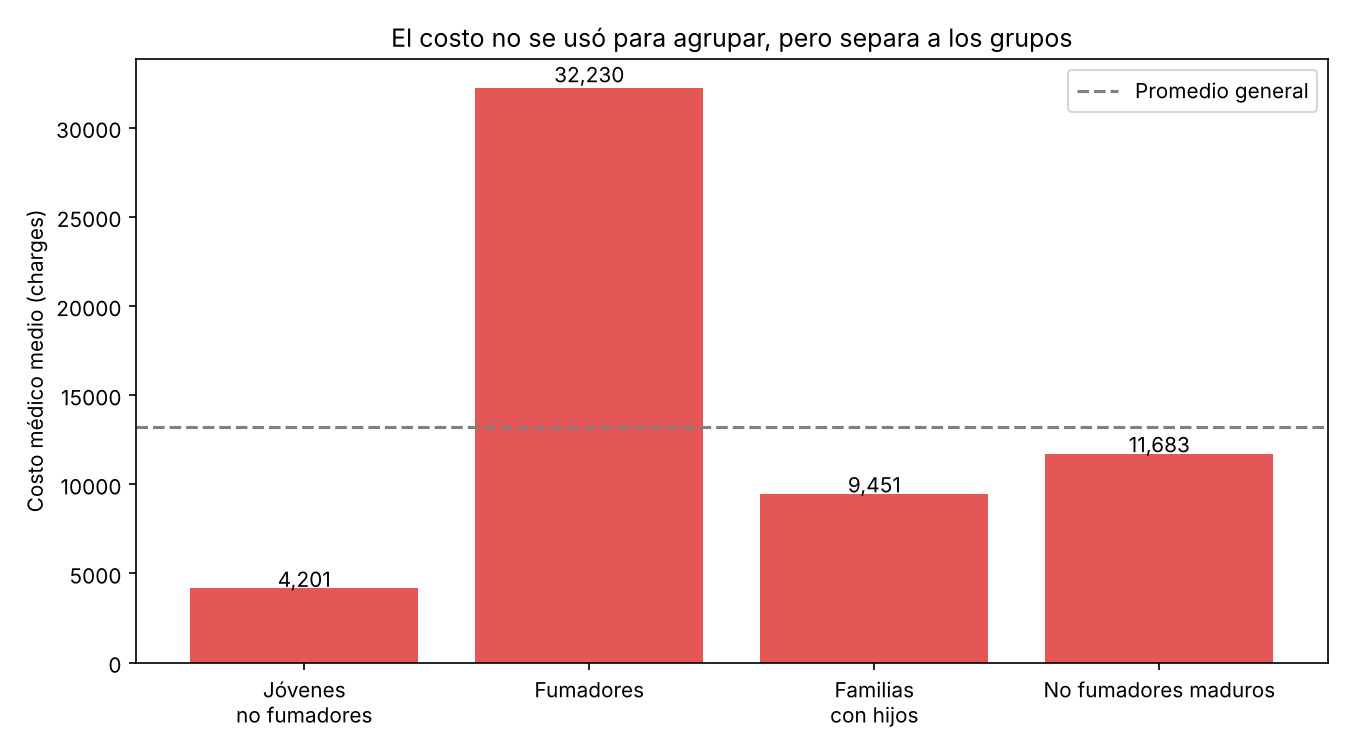 El costo no se usó para agrupar, pero separa a los grupos
Promedio general
Costo médico medio (charges)
30000
25000
20000
15000
10000
5000
0
4,201
32,230
9,451
11,683
Jóvenes
no fumadores
Fumadores
Familias
con hijos
No fumadores maduros